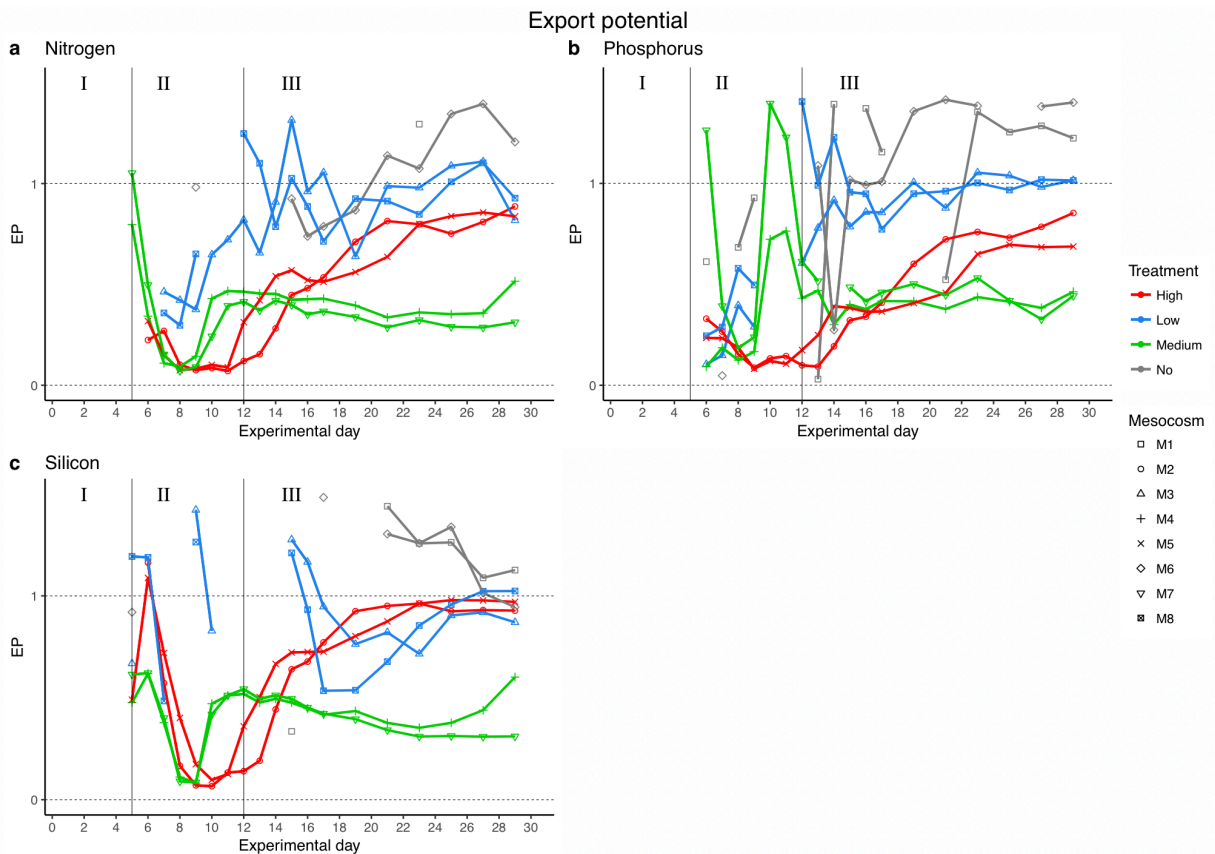 Export potential
a Nitrogen
I II III
EP
1
0
0 2 4 6 8 10 12 14 16 18 20 22 24 26 28 30
Experimental day
b Phosphorus
I II III
EP
1
0
0 2 4 6 8 10 12 14 16 18 20 22 24 26 28 30
Experimental day
c Silicon
I II III
EP
1
0
0 2 4 6 8 10 12 14 16 18 20 22 24 26 28 30
Experimental day
Treatment
High
Low
Medium
No
Mesocosm
M1
M2
M3
M4
M5
M6
M7
M8